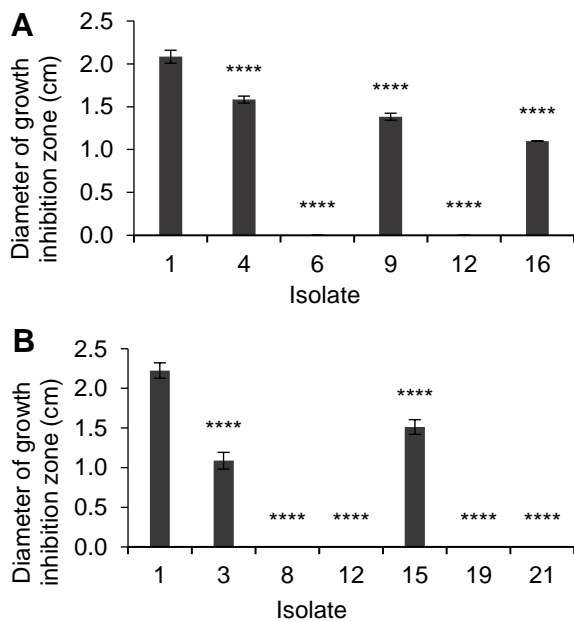 A
Diameter of growth
inhibition zone (cm)
2.5
2.0
1.5
1.0
0.5
0.0
**** **** **** **** ****
1 4 6 9 12 16
Isolate
B
Diameter of growth
inhibition zone (cm)
2.5
2.0
1.5
1.0
0.5
0.0
**** **** **** **** **** ****
1 3 8 12 15 19 21
Isolate